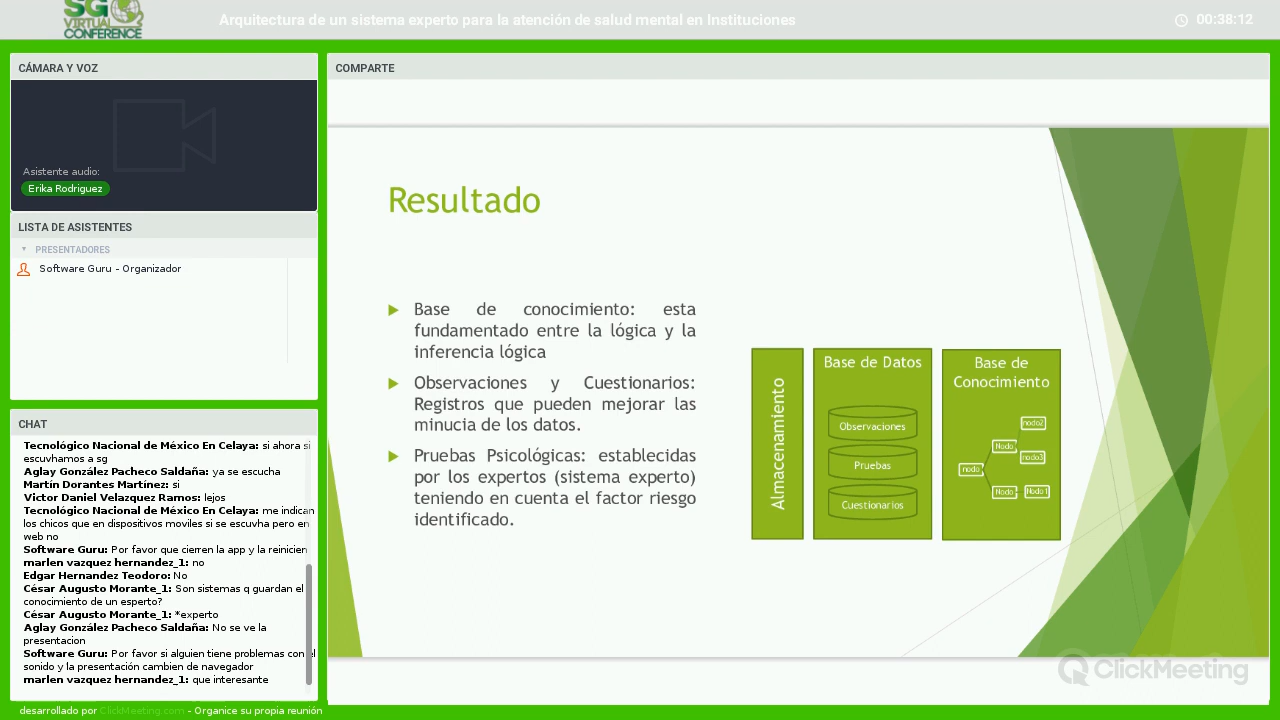 SG
VIRTUAL
CONFERENCE
Arquitectura de un sistema experto para la atención de salud mental en Instituciones
00:38:12
CÁMARA Y VOZ
Asistente audio:
Erika Rodriguez
LISTA DE ASISTENTES
PRESENTADORES
Software Guru - Organizador
CHAT
Tecnológico Nacional de México En Celaya: si ahora si
escuvhamos a sg
Aglay González Pacheco Saldaña: ya se escucha
Martín Dorantes Martínez: si
Victor Daniel Velazquez Ramos: lejos
Tecnológico Nacional de México En Celaya: me indican
los chicos que en dispositivos moviles si se escuvha pero en
web no
Software Guru: Por favor que cierren la app y la reinicien
marlen vazquez hernandez_1: no
Edgar Hernandez Teodoro: No
César Augusto Morante_1: Son sistemas q guardan el
conocimiento de un esperto?
César Augusto Morante_1: *experto
Aglay González Pacheco Saldaña: No se ve la
presentacion
Software Guru: Por favor si alguien tiene problemas con el
sonido y la presentación cambien de navegador
marlen vazquez hernandez_1: que interesante
desarrollado por ClickMeeting.com - Organice su propia reunión
COMPARTE
Resultado
Base de conocimiento: esta
fundamentado entre la lógica y la
inferencia lógica
Observaciones y Cuestionarios:
Registros que pueden mejorar las
minucia de los datos.
Pruebas Psicológicas: establecidas
por los expertos (sistema experto)
teniendo en cuenta el factor riesgo
identificado.
Almacenamiento
Base de Datos
Observaciones
Pruebas
Cuestionarios
Base de
Conocimiento
nodo2
Nodo
nodo3
nodo
Nodo
Nodo1
ClickMeeting